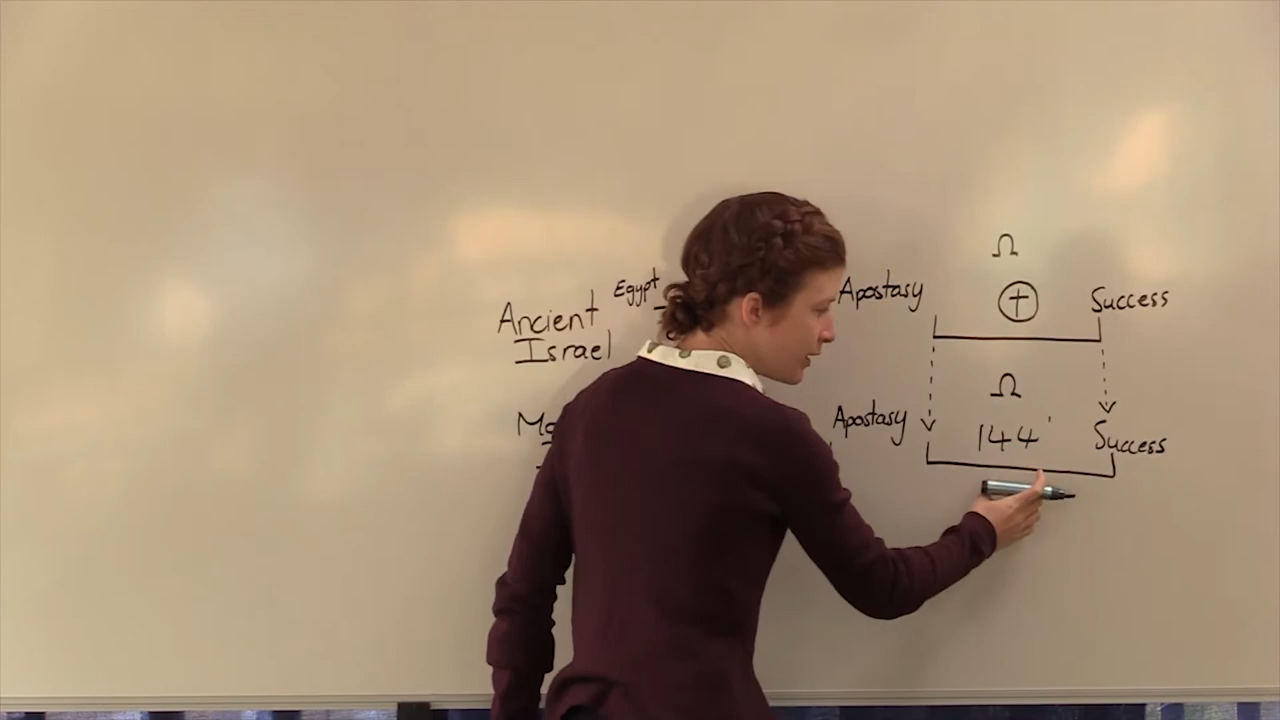 Ω
Egypt
Apostasy
Success
Ancient
Israel
Ω
Apostasy
144
Success